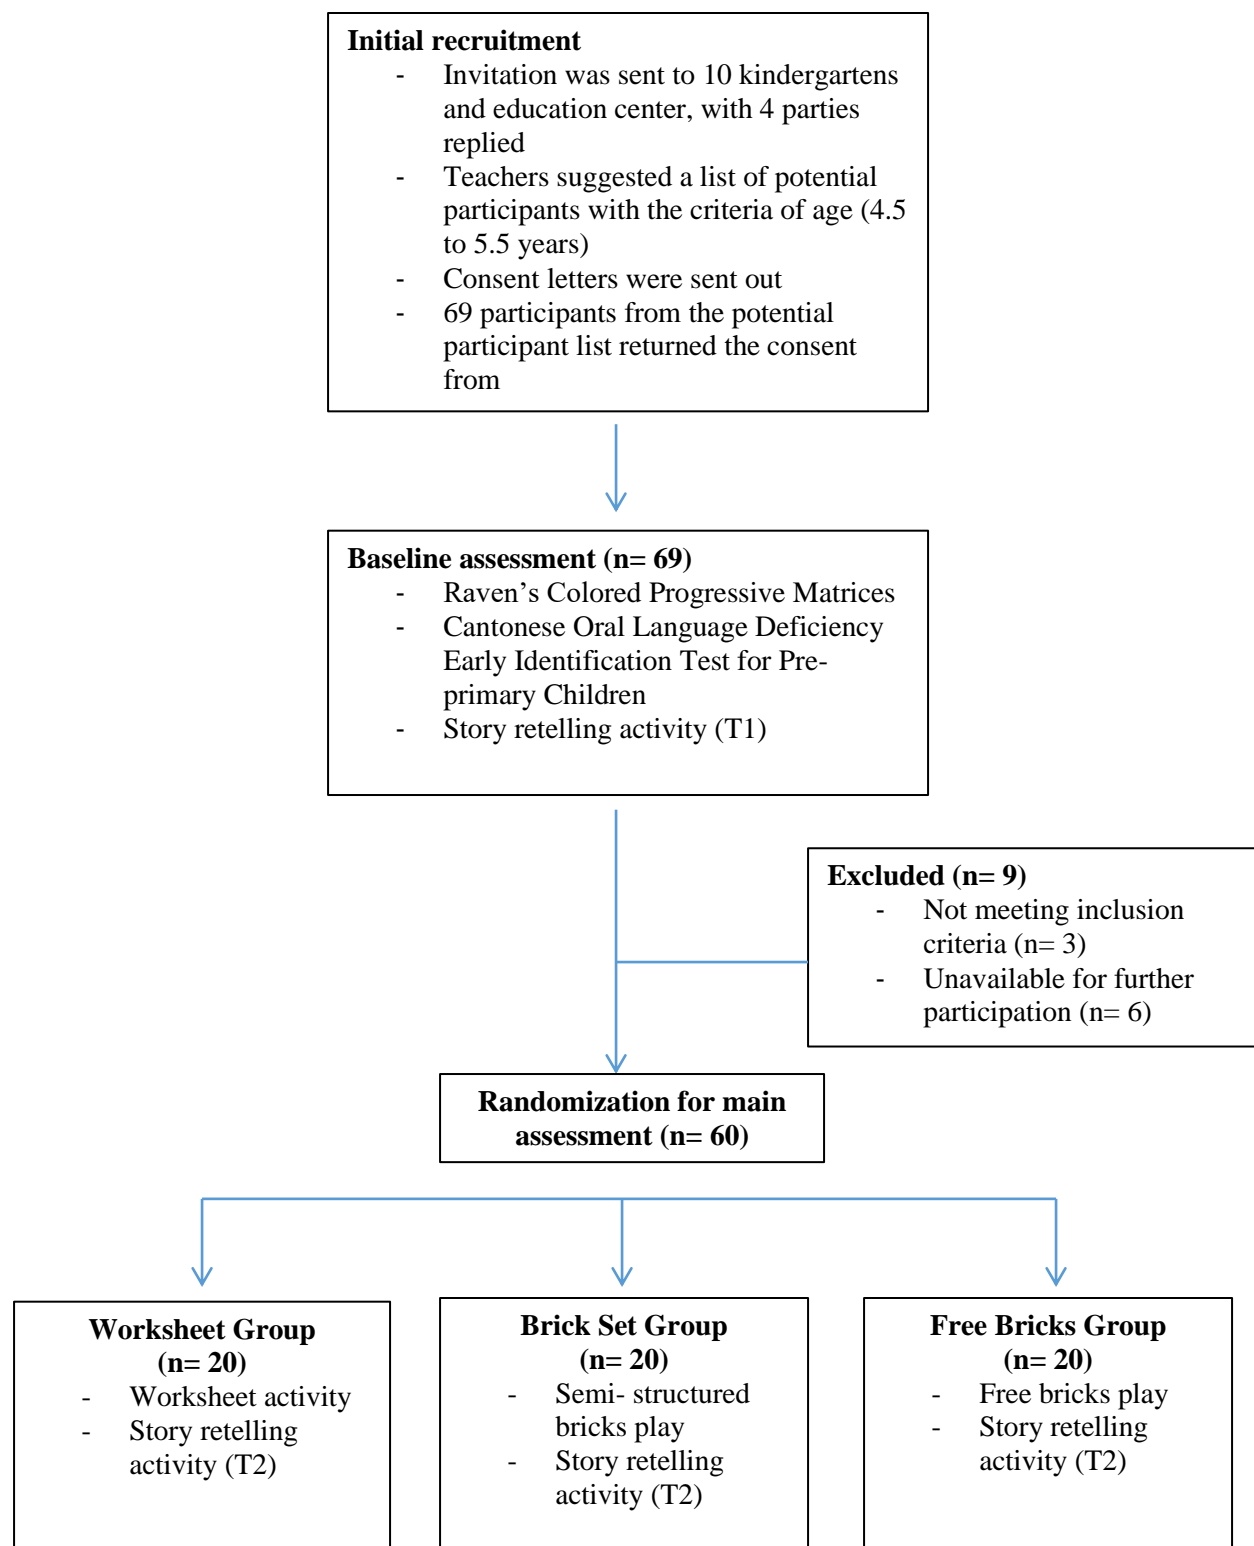 Initial recruitment
- Invitation was sent to 10 kindergartens
and education center, with 4 parties
replied
- Teachers suggested a list of potential
participants with the criteria of age (4.5
to 5.5 years)
- Consent letters were sent out
- 69 participants from the potential
participant list returned the consent
from
Baseline assessment (n= 69)
- Raven’s Colored Progressive Matrices
- Cantonese Oral Language Deficiency
Early Identification Test for Pre-
primary Children
- Story retelling activity (T1)
Excluded (n= 9)
- Not meeting inclusion
criteria (n= 3)
- Unavailable for further
participation (n= 6)
Randomization for main
assessment (n= 60)
Worksheet Group
(n= 20)
- Worksheet activity
- Story retelling
activity (T2)
Brick Set Group
(n= 20)
- Semi- structured
bricks play
- Story retelling
activity (T2)
Free Bricks Group
(n= 20)
- Free bricks play
- Story retelling
activity (T2)